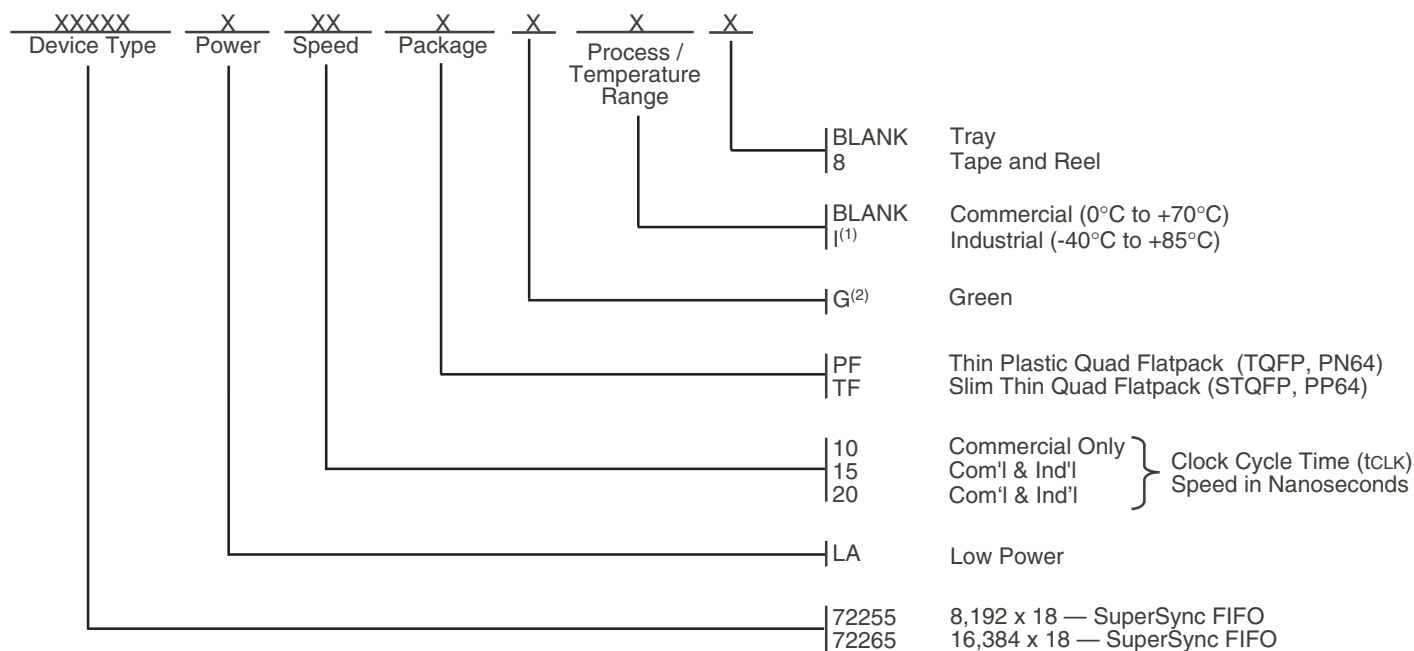 XXXXX X XX X X X X
Device Type Power Speed Package Process /
Temperature
Range
BLANK Tray
8 Tape and Reel
BLANK Commercial (0°C to +70°C)
I(1) Industrial (-40°C to +85°C)
G(2) Green
PF Thin Plastic Quad Flatpack (TQFP, PN64)
TF Slim Thin Quad Flatpack (STQFP, PP64)
10 Commercial Only
15 Com'l & Ind'l
20 Com‘l & Ind’l
Clock Cycle Time (tCLK)
Speed in Nanoseconds
LA Low Power
72255 8,192 x 18 — SuperSync FIFO
72265 16,384 x 18 — SuperSync FIFO